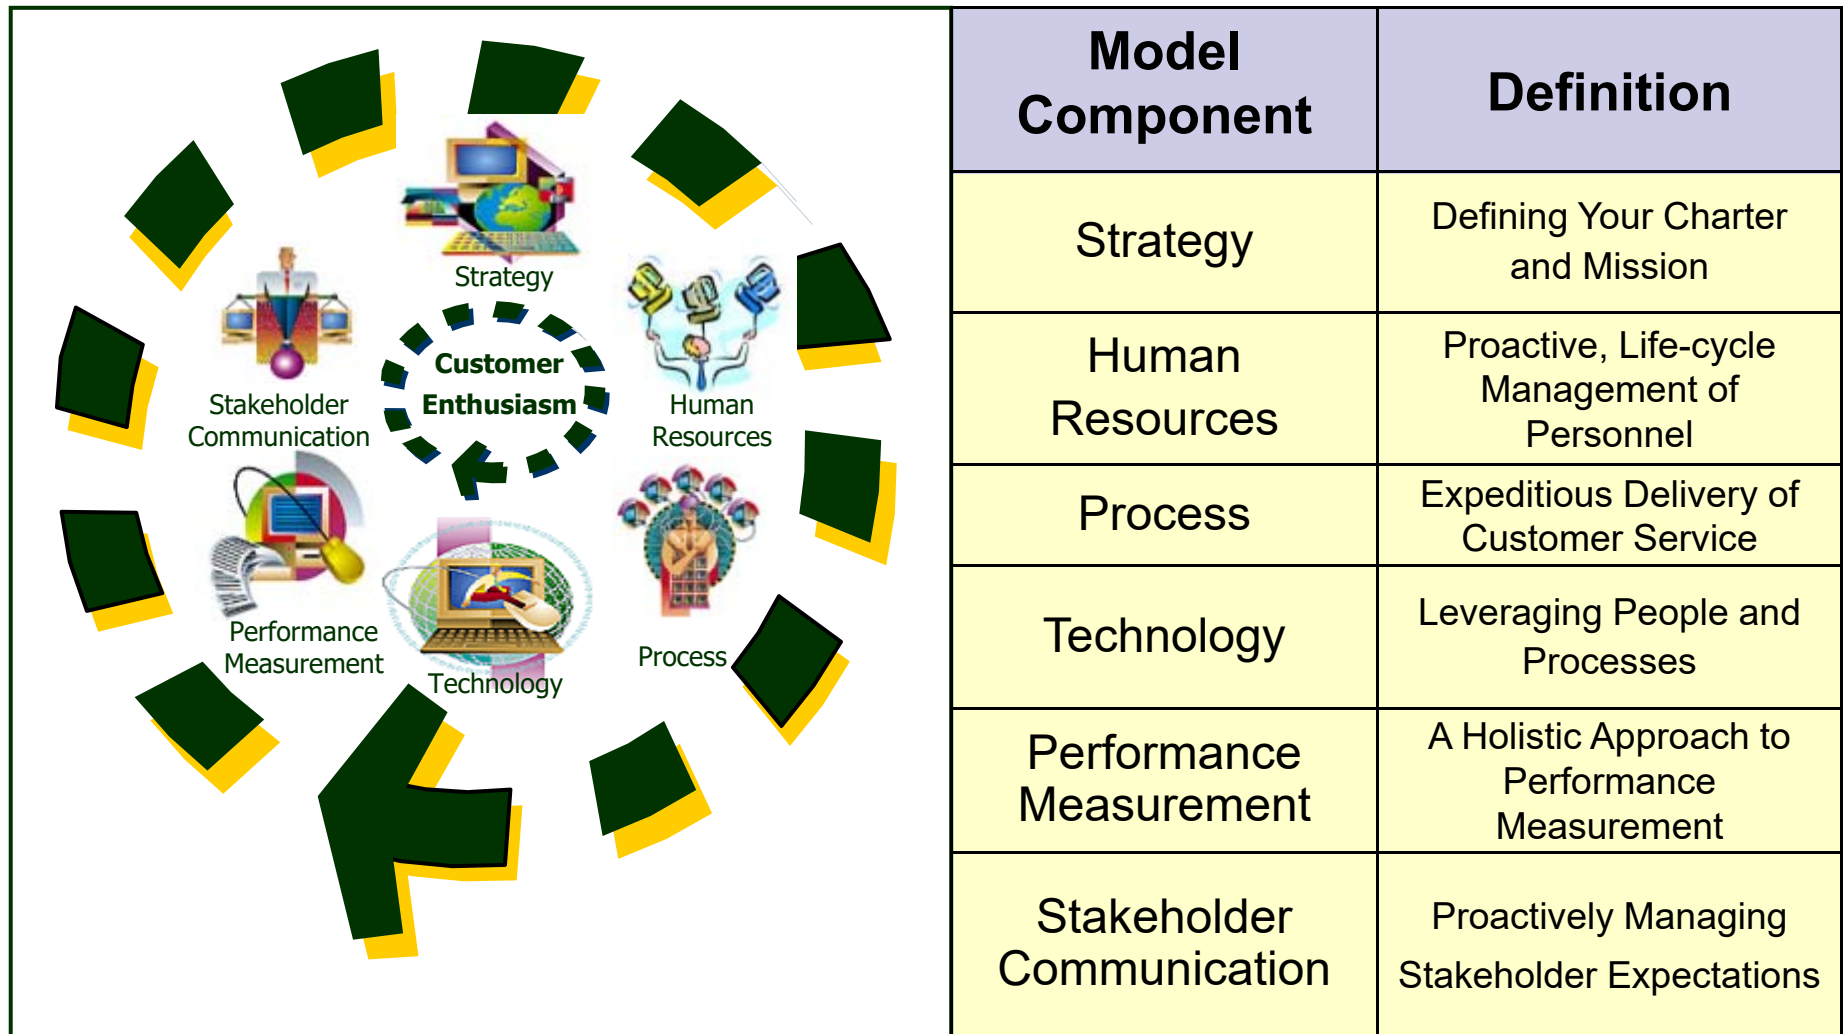 Strategy
Customer
Enthusiasm
Stakeholder
Communication
Human
Resources
Performance
Measurement
Technology
Process
Model
Component
Definition
Strategy
Defining Your Charter
and Mission
Human
Resources
Proactive, Life-cycle
Management of
Personnel
Process
Expeditious Delivery of
Customer Service
Technology
Leveraging People and
Processes
Performance
Measurement
A Holistic Approach to
Performance
Measurement
Stakeholder
Communication
Proactively Managing
Stakeholder Expectations